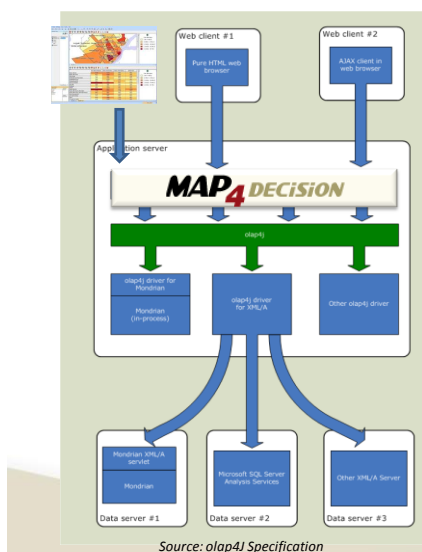 Web client #1
Web client #2
Pure HTML web
browser
AJAX client in
web browser
Application server
MAP4DECiSiON
olap4j
olap4j driver for
Mondrian
Mondrian
(in-process)
olap4j driver
for XML/A
Other olap4j driver
Mondrian XML/A
servlet
Mondrian
Microsoft SQL Server
Analysis Services
Other XML/A Server
Data server #1
Data server #2
Data server #3
Source: olap4J Specification